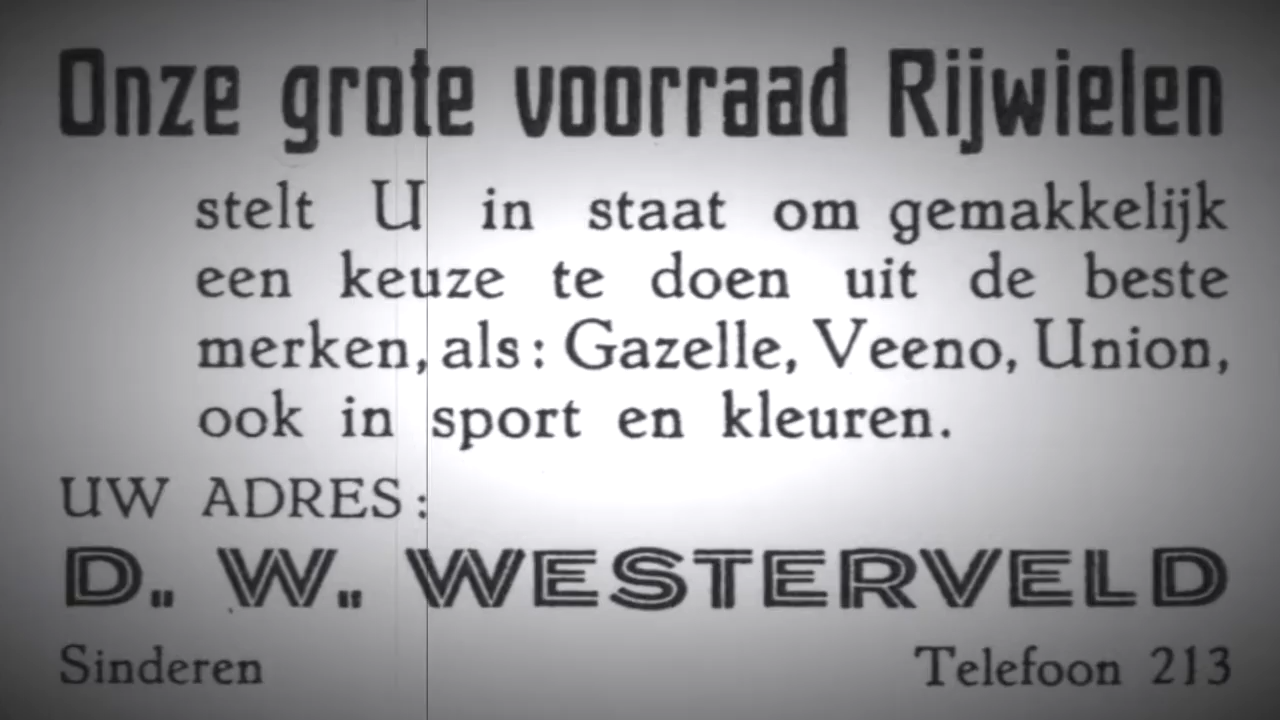 Onze grote voorraad Rijwielen
stelt U in staat om gemakkelijk
een keuze te doen uit de beste
merken, als: Gazelle, Veeno, Union,
ook in sport en kleuren.
UW ADRES:
D. W. WESTERVELD
Sinderen Telefoon 213